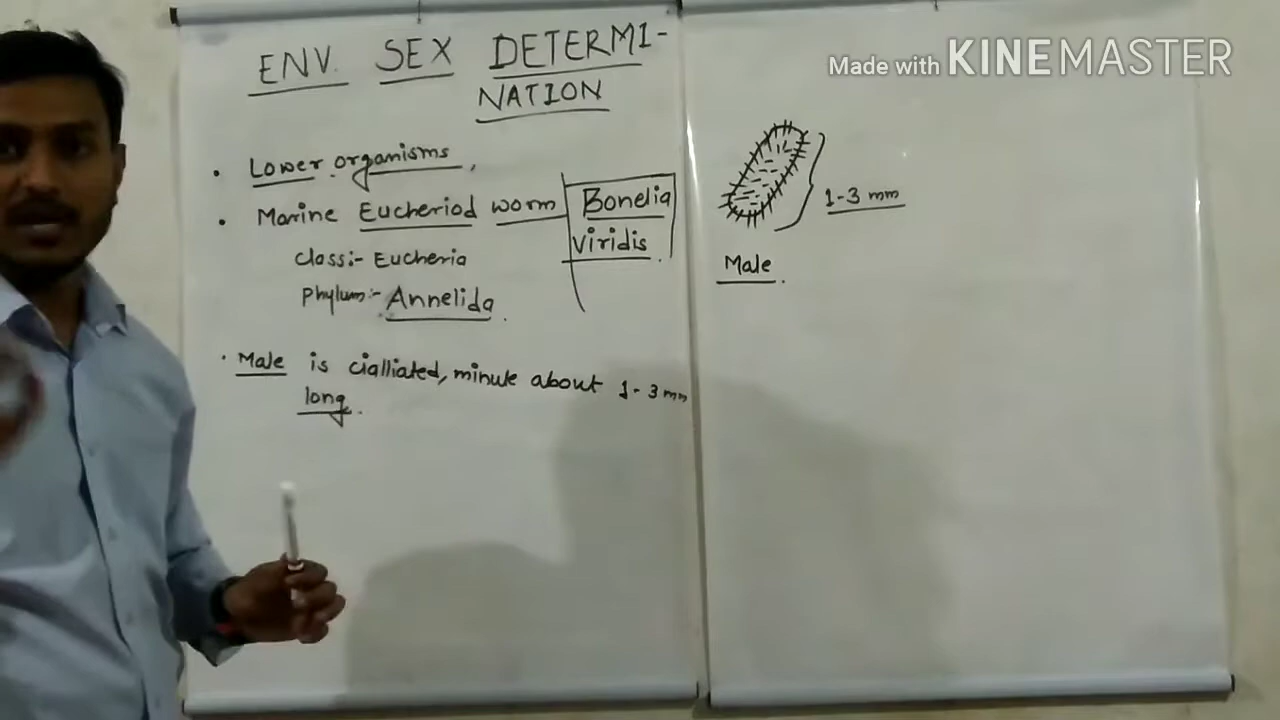 ENV. SEX DETERMI-
NATION
• Lower organisms,
• Marine Eucheriod worm
Bonelia
viridis.
Class:- Eucheria
Phylum:- Annelida.
• Male is cialliated, minute about 1-3 mm
long.
Made with KINEMASTER
1-3 mm
Male.